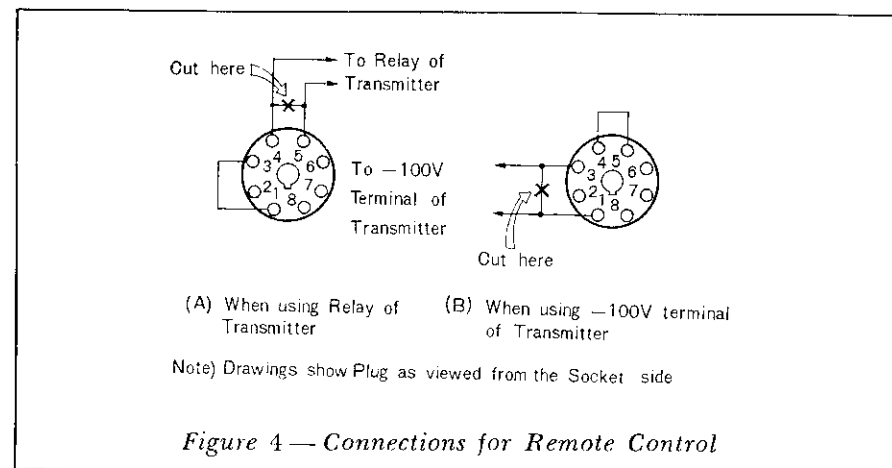 Cut here
To Relay of
Transmitter
3 4 5 6
2 1 8 7
To −100V
Terminal of
Transmitter
3 4 5 6
2 1 8 7
Cut here
(A) When using Relay of
Transmitter
(B) When using −100V terminal
of Transmitter
Note) Drawings show Plug as viewed from the Socket side
Figure 4 — Connections for Remote Control